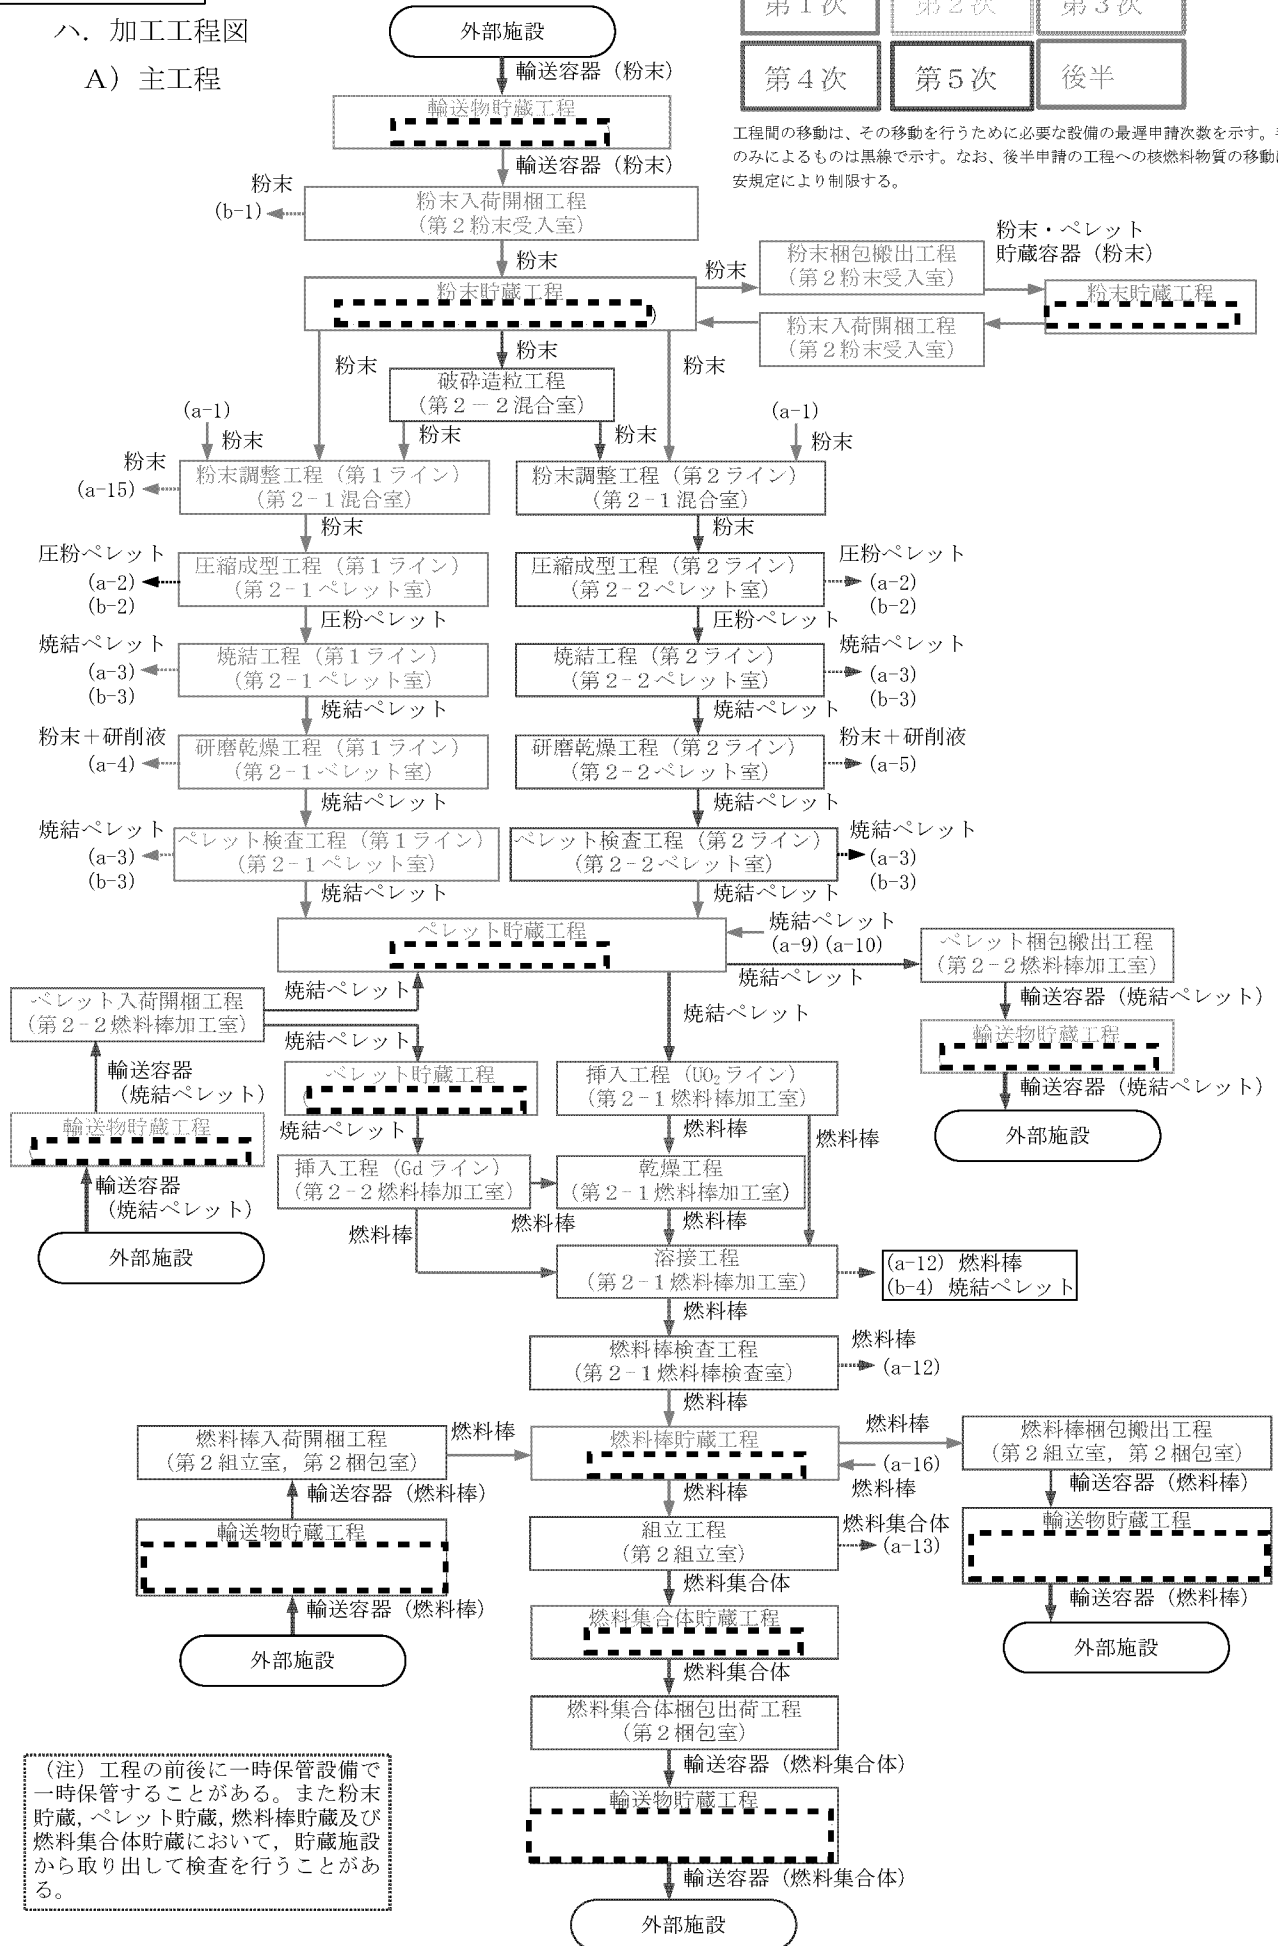 ハ．加工工程図
A）主工程
第１次
第２次
第３次
第４次
第５次
後半
工程間の移動は、その移動を行うために必要な設備の最遅申請次数を示す。
のみによるものは黒線で示す。なお、後半申請の工程への核燃料物質の移動
安規定により制限する。
外部施設
輸送容器（粉末）
輸送物貯蔵工程
輸送容器（粉末）
粉末
(b-1)
粉末入荷開梱工程
（第２粉末受入室）
粉末
粉末貯蔵工程
粉末
粉末梱包搬出工程
（第２粉末受入室）
粉末・ペレット
貯蔵容器（粉末）
粉末貯蔵工程
粉末入荷開梱工程
（第２粉末受入室）
粉末
粉末
粉末
破砕造粒工程
（第２－２混合室）
(a-1)
粉末
粉末
粉末
(a-1)
粉末
粉末
(a-15)
粉末調整工程（第１ライン）
（第２-１混合室）
粉末調整工程（第２ライン）
（第２-１混合室）
粉末
粉末
圧粉ペレット
(a-2)
(b-2)
圧縮成型工程（第１ライン）
（第２-１ペレット室）
圧縮成型工程（第２ライン）
（第２-２ペレット室）
圧粉ペレット
(a-2)
(b-2)
圧粉ペレット
圧粉ペレット
焼結ペレット
(a-3)
(b-3)
焼結工程（第１ライン）
（第２-１ペレット室）
焼結工程（第２ライン）
（第２-２ペレット室）
焼結ペレット
(a-3)
(b-3)
焼結ペレット
焼結ペレット
粉末＋研削液
(a-4)
研磨乾燥工程（第１ライン）
（第２-１ペレット室）
研磨乾燥工程（第２ライン）
（第２-２ペレット室）
粉末＋研削液
(a-5)
焼結ペレット
焼結ペレット
焼結ペレット
(a-3)
(b-3)
ペレット検査工程（第１ライン）
（第２-１ペレット室）
ペレット検査工程（第２ライン）
（第２-２ペレット室）
焼結ペレット
(a-3)
(b-3)
焼結ペレット
焼結ペレット
ペレット貯蔵工程
焼結ペレット
(a-9)(a-10)
焼結ペレット
ペレット梱包搬出工程
（第２-２燃料棒加工室）
輸送容器（焼結ペレット）
輸送物貯蔵工程
輸送容器（焼結ペレット）
外部施設
ペレット入荷開梱工程
（第２-２燃料棒加工室）
焼結ペレット
焼結ペレット
焼結ペレット
輸送容器
（焼結ペレット）
輸送物貯蔵工程
輸送容器
（焼結ペレット）
外部施設
ペレット貯蔵工程
焼結ペレット
挿入工程（UO₂ライン）
（第２-１燃料棒加工室）
燃料棒
燃料棒
挿入工程（Gdライン）
（第２-２燃料棒加工室）
乾燥工程
（第２-１燃料棒加工室）
燃料棒
燃料棒
燃料棒
溶接工程
（第２-１燃料棒加工室）
(a-12) 燃料棒
(b-4) 焼結ペレット
燃料棒
燃料棒検査工程
（第２-１燃料棒検査室）
燃料棒
(a-12)
燃料棒
燃料棒入荷開梱工程
（第２組立室，第２梱包室）
燃料棒
燃料棒貯蔵工程
燃料棒
(a-16)
燃料棒
燃料棒梱包搬出工程
（第２組立室，第２梱包室）
輸送容器（燃料棒）
燃料棒
輸送容器（燃料棒）
輸送物貯蔵工程
組立工程
（第２組立室）
燃料集合体
(a-13)
輸送物貯蔵工程
輸送容器（燃料棒）
燃料集合体
輸送容器（燃料棒）
外部施設
燃料集合体貯蔵工程
外部施設
燃料集合体
燃料集合体梱包出荷工程
（第２梱包室）
輸送容器（燃料集合体）
輸送物貯蔵工程
輸送容器（燃料集合体）
外部施設
（注）工程の前後に一時保管設備で
一時保管することがある。また粉末
貯蔵，ペレット貯蔵，燃料棒貯蔵及び
燃料集合体貯蔵において，貯蔵施設
から取り出して検査を行うことがあ
る。